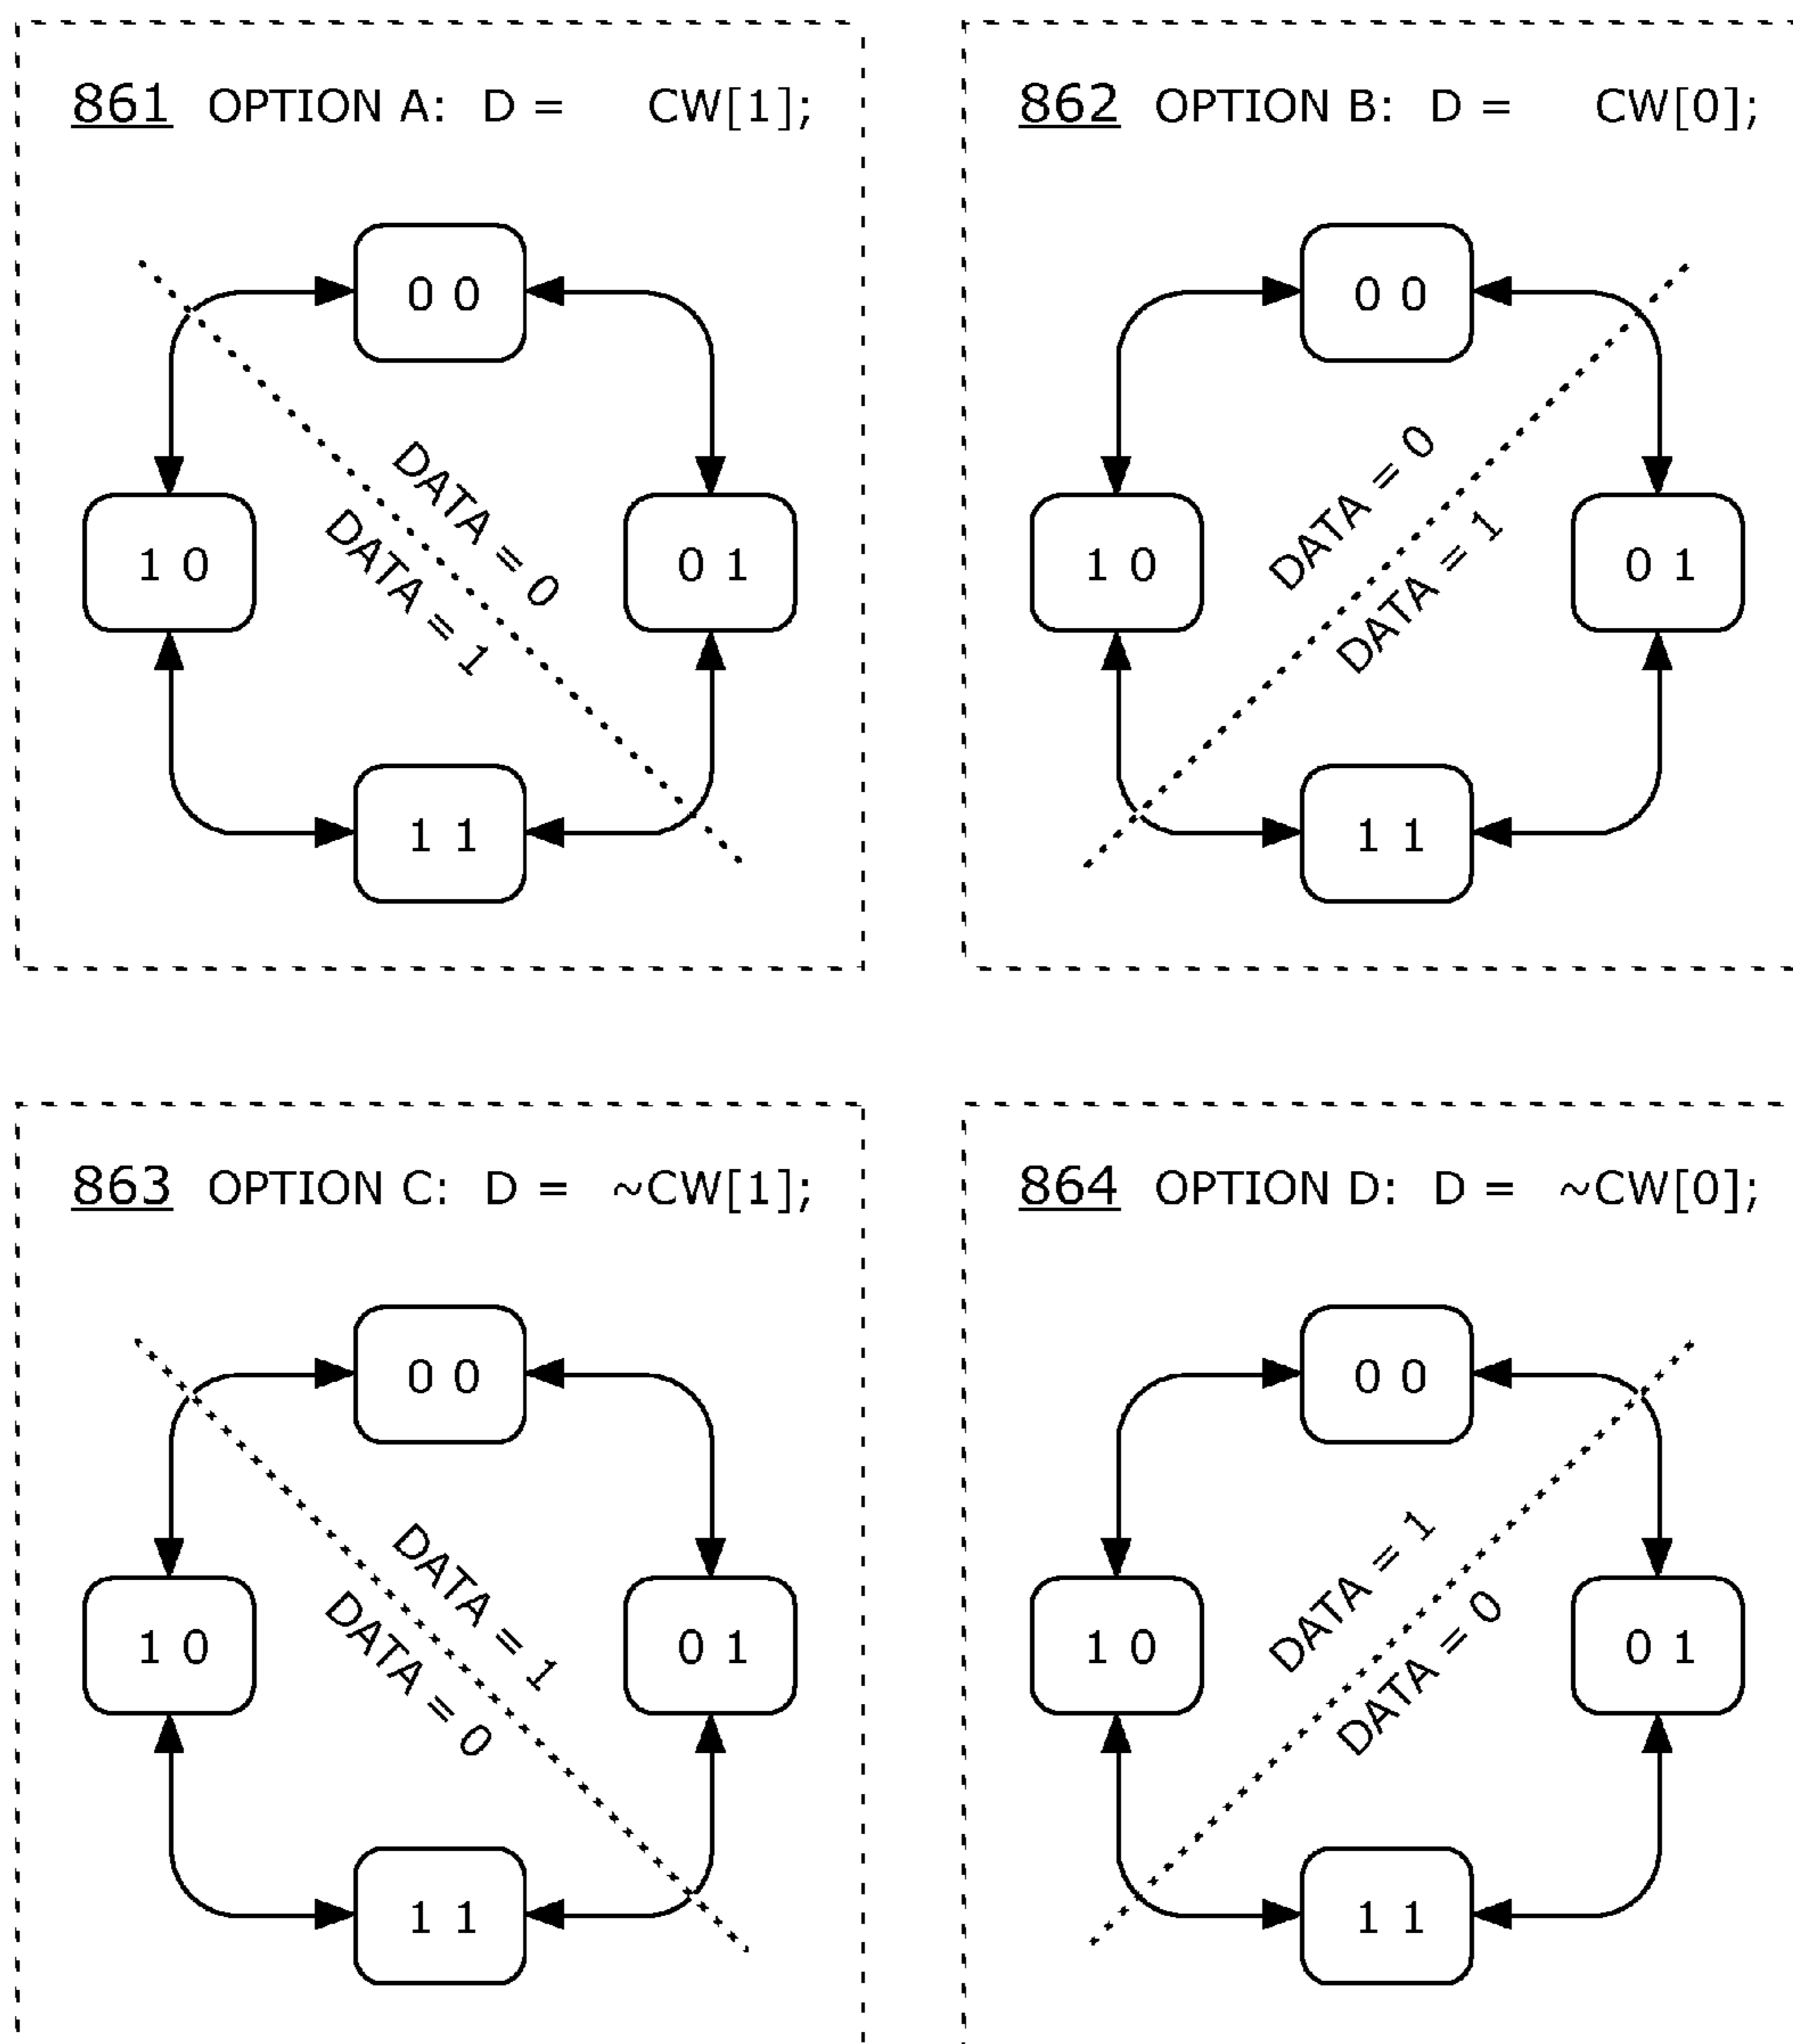 861 OPTION A: D = CW[1];
0 0
DATA = 0
DATA = 1
1 0
0 1
1 1
862 OPTION B: D = CW[0];
0 0
DATA = 0
DATA = 1
1 0
0 1
1 1
863 OPTION C: D = ~CW[1];
0 0
DATA = 1
DATA = 0
1 0
0 1
1 1
864 OPTION D: D = ~CW[0];
0 0
DATA = 1
DATA = 0
1 0
0 1
1 1